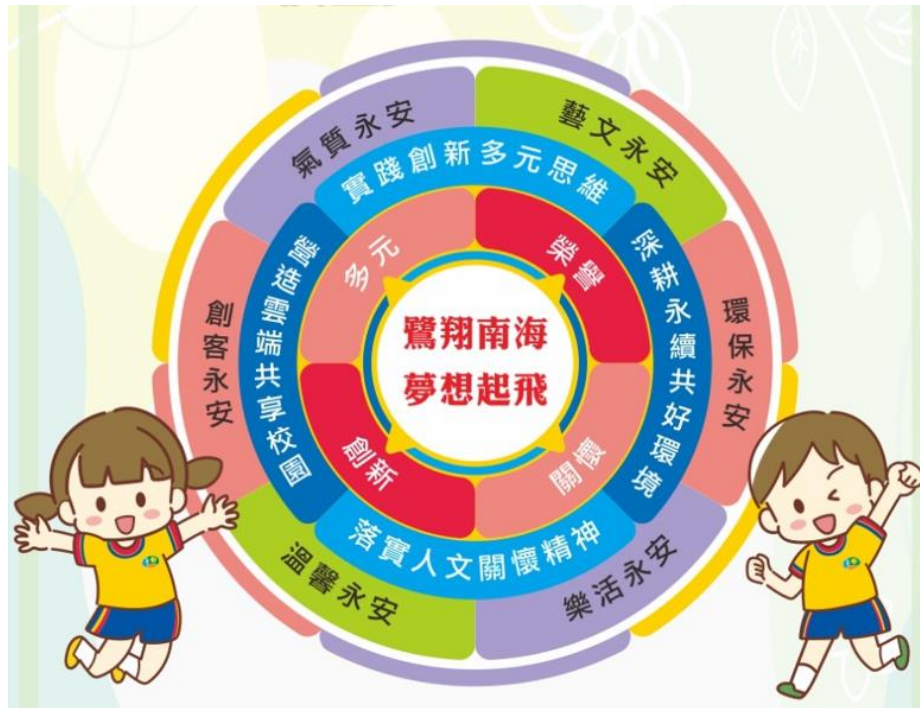 鷺翔南海
夢想起飛
多元
榮譽
關懷
創新
實踐創新多元思維
深耕永續共好環境
落實人文關懷精神
營造雲端共享校園
氣質永安
藝文永安
環保永安
樂活永安
溫馨永安
創客永安